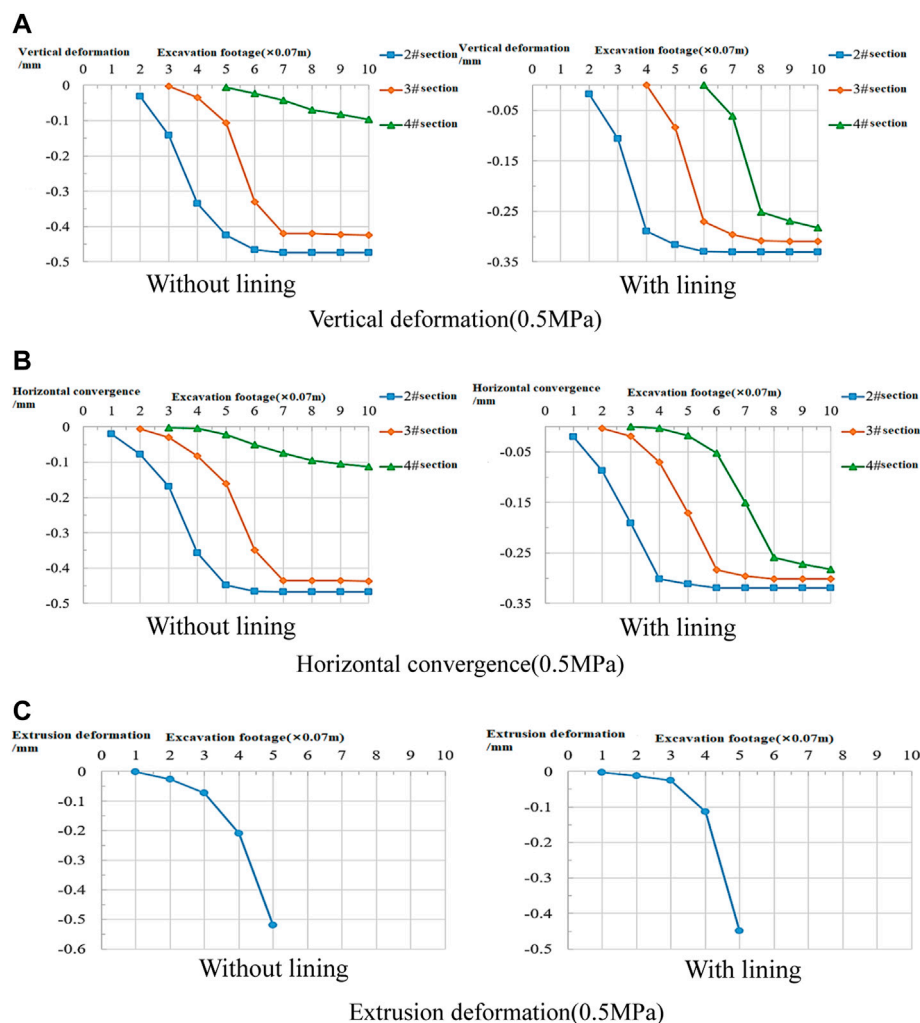 A
Vertical deformation /mm
Excavation footage(×0.07m)
0 1 2 3 4 5 6 7 8 9 10
0
-0.1
-0.2
-0.3
-0.4
-0.5
2#section
3#section
4#section
Without lining
Vertical deformation /mm
Excavation footage(×0.07m)
0 1 2 3 4 5 6 7 8 9 10
-0.05
-0.15
-0.25
-0.35
2#section
3#section
4#section
With lining
Vertical deformation(0.5MPa)
B
Horizontal convergence /mm
Excavation footage(×0.07m)
0 1 2 3 4 5 6 7 8 9 10
0
-0.1
-0.2
-0.3
-0.4
-0.5
2#section
3#section
4#section
Without lining
Horizontal convergence /mm
Excavation footage(×0.07m)
0 1 2 3 4 5 6 7 8 9 10
-0.05
-0.15
-0.25
-0.35
2#section
3#section
4#section
With lining
Horizontal convergence(0.5MPa)
C
Extrusion deformation /mm
Excavation footage(×0.07m)
0 1 2 3 4 5 6 7 8 9 10
0
-0.1
-0.2
-0.3
-0.4
-0.5
-0.6
Without lining
Extrusion deformation /mm
Excavation footage(×0.07m)
0 1 2 3 4 5 6 7 8 9 10
0
-0.1
-0.2
-0.3
-0.4
-0.5
With lining
Extrusion deformation(0.5MPa)